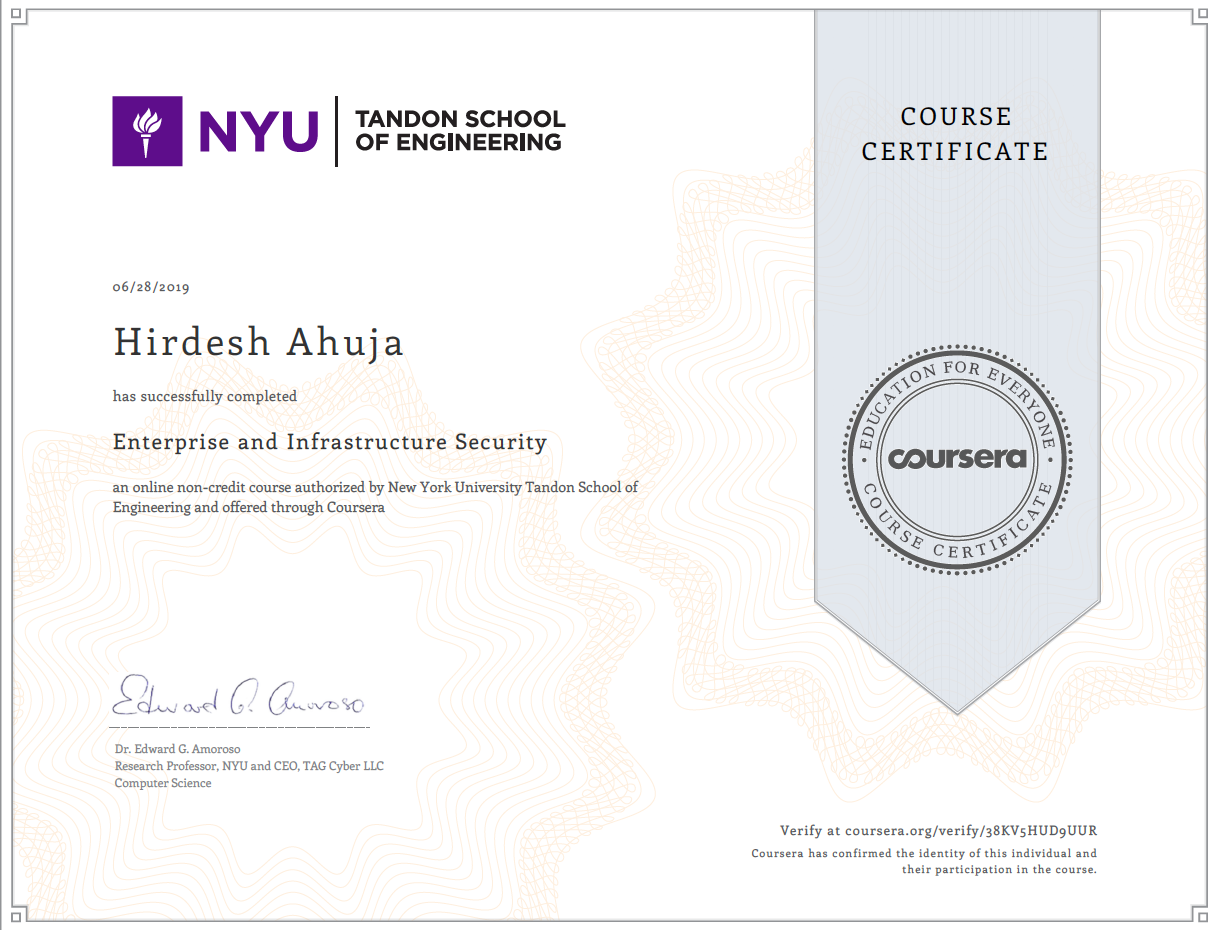 NYU
TANDON SCHOOL
OF ENGINEERING
COURSE
CERTIFICATE
06/28/2019
Hirdesh Ahuja
has successfully completed
Enterprise and Infrastructure Security
an online non-credit course authorized by New York University Tandon School of
Engineering and offered through Coursera
EDUCATION FOR EVERYONE
coursera
COURSE CERTIFICATE
Edward G. Amoroso
Dr. Edward G. Amoroso
Research Professor, NYU and CEO, TAG Cyber LLC
Computer Science
Verify at coursera.org/verify/38KV5HUD9UUR
Coursera has confirmed the identity of this individual and
their participation in the course.